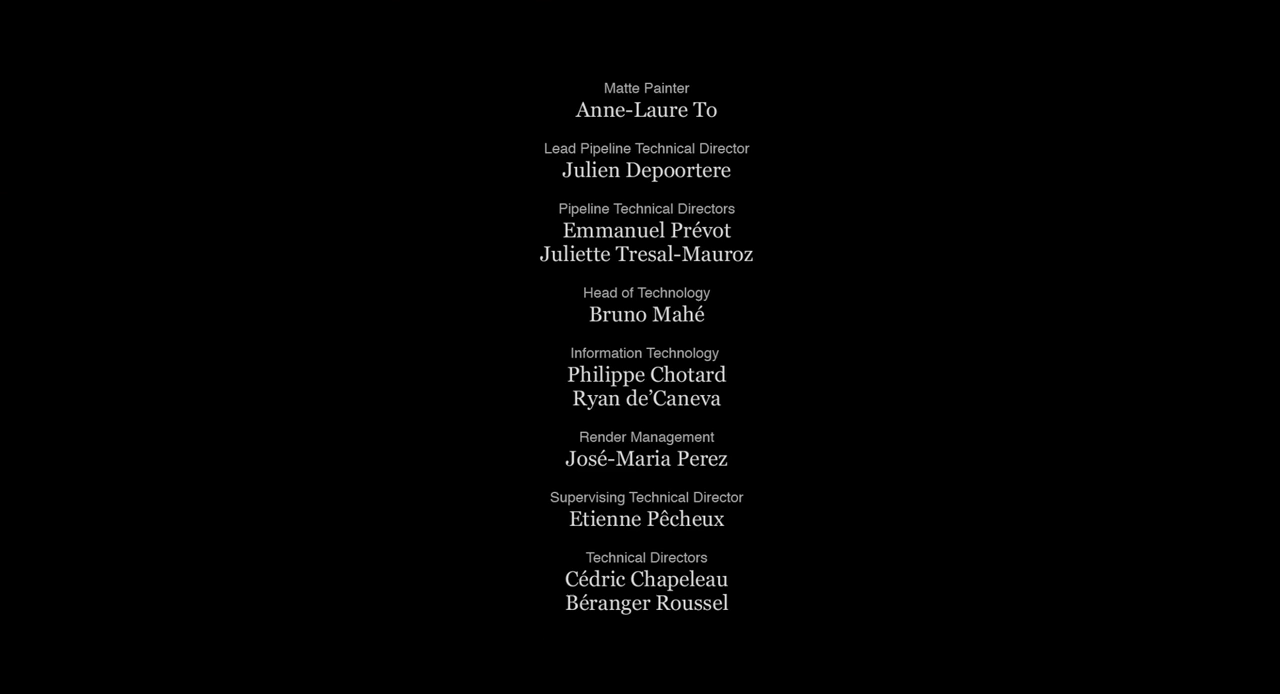 Matte Painter
Anne-Laure To
Lead Pipeline Technical Director
Julien Depoortere
Pipeline Technical Directors
Emmanuel Prévot
Juliette Tresal-Mauroz
Head of Technology
Bruno Mahé
Information Technology
Philippe Chotard
Ryan de’Caneva
Render Management
José-Maria Perez
Supervising Technical Director
Etienne Pêcheux
Technical Directors
Cédric Chapeleau
Béranger Roussel